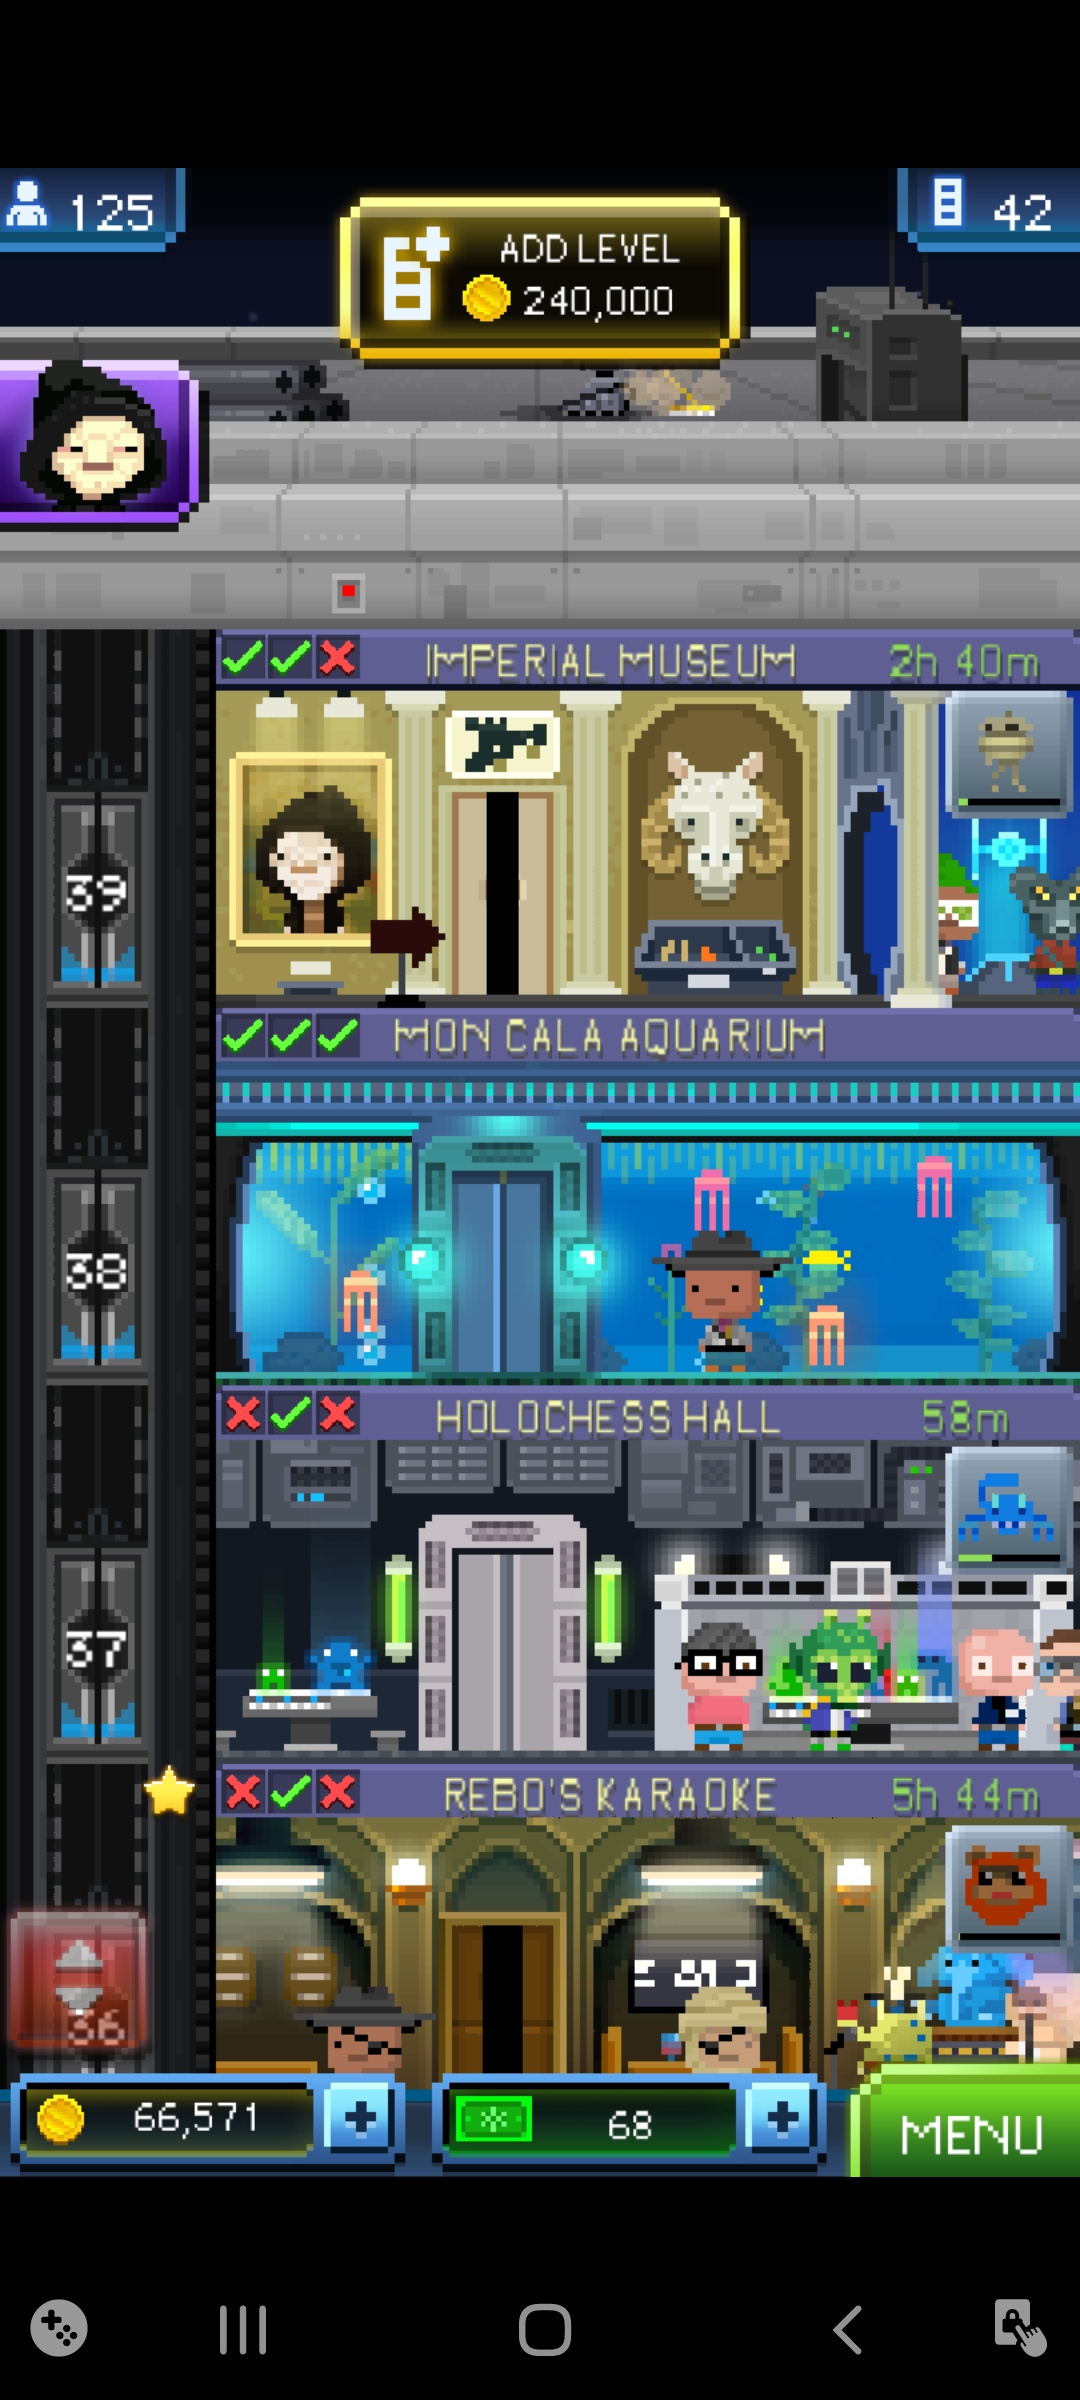 125
ADD LEVEL
240,000
42
IMPERIAL MUSEUM 2h 40m
39
MON CALA AQUARIUM
38
HOLOCHESS HALL 58m
37
REBO'S KARAOKE 5h 44m
36
66,571
68
MENU